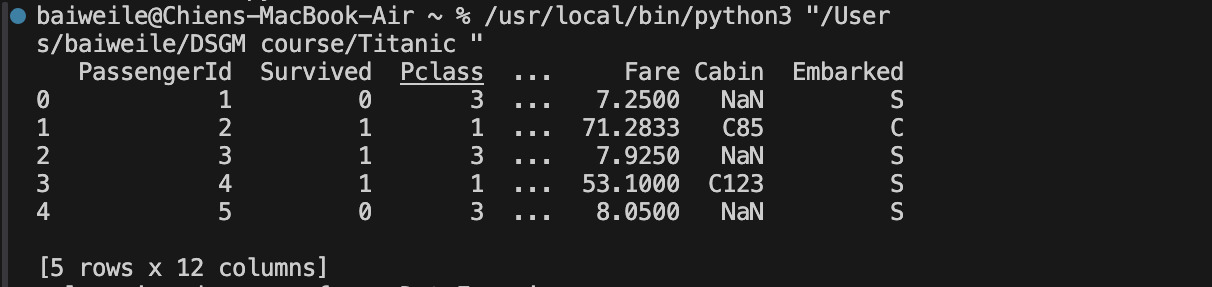 baiweile@Chiens-MacBook-Air ~ % /usr/local/bin/python3 "/User
s/baiweile/DSGM course/Titanic "
   PassengerId  Survived  Pclass  ...     Fare Cabin  Embarked
0            1         0       3  ...   7.2500   NaN         S
1            2         1       1  ...  71.2833   C85         C
2            3         1       3  ...   7.9250   NaN         S
3            4         1       1  ...  53.1000  C123         S
4            5         0       3  ...   8.0500   NaN         S
[5 rows x 12 columns]